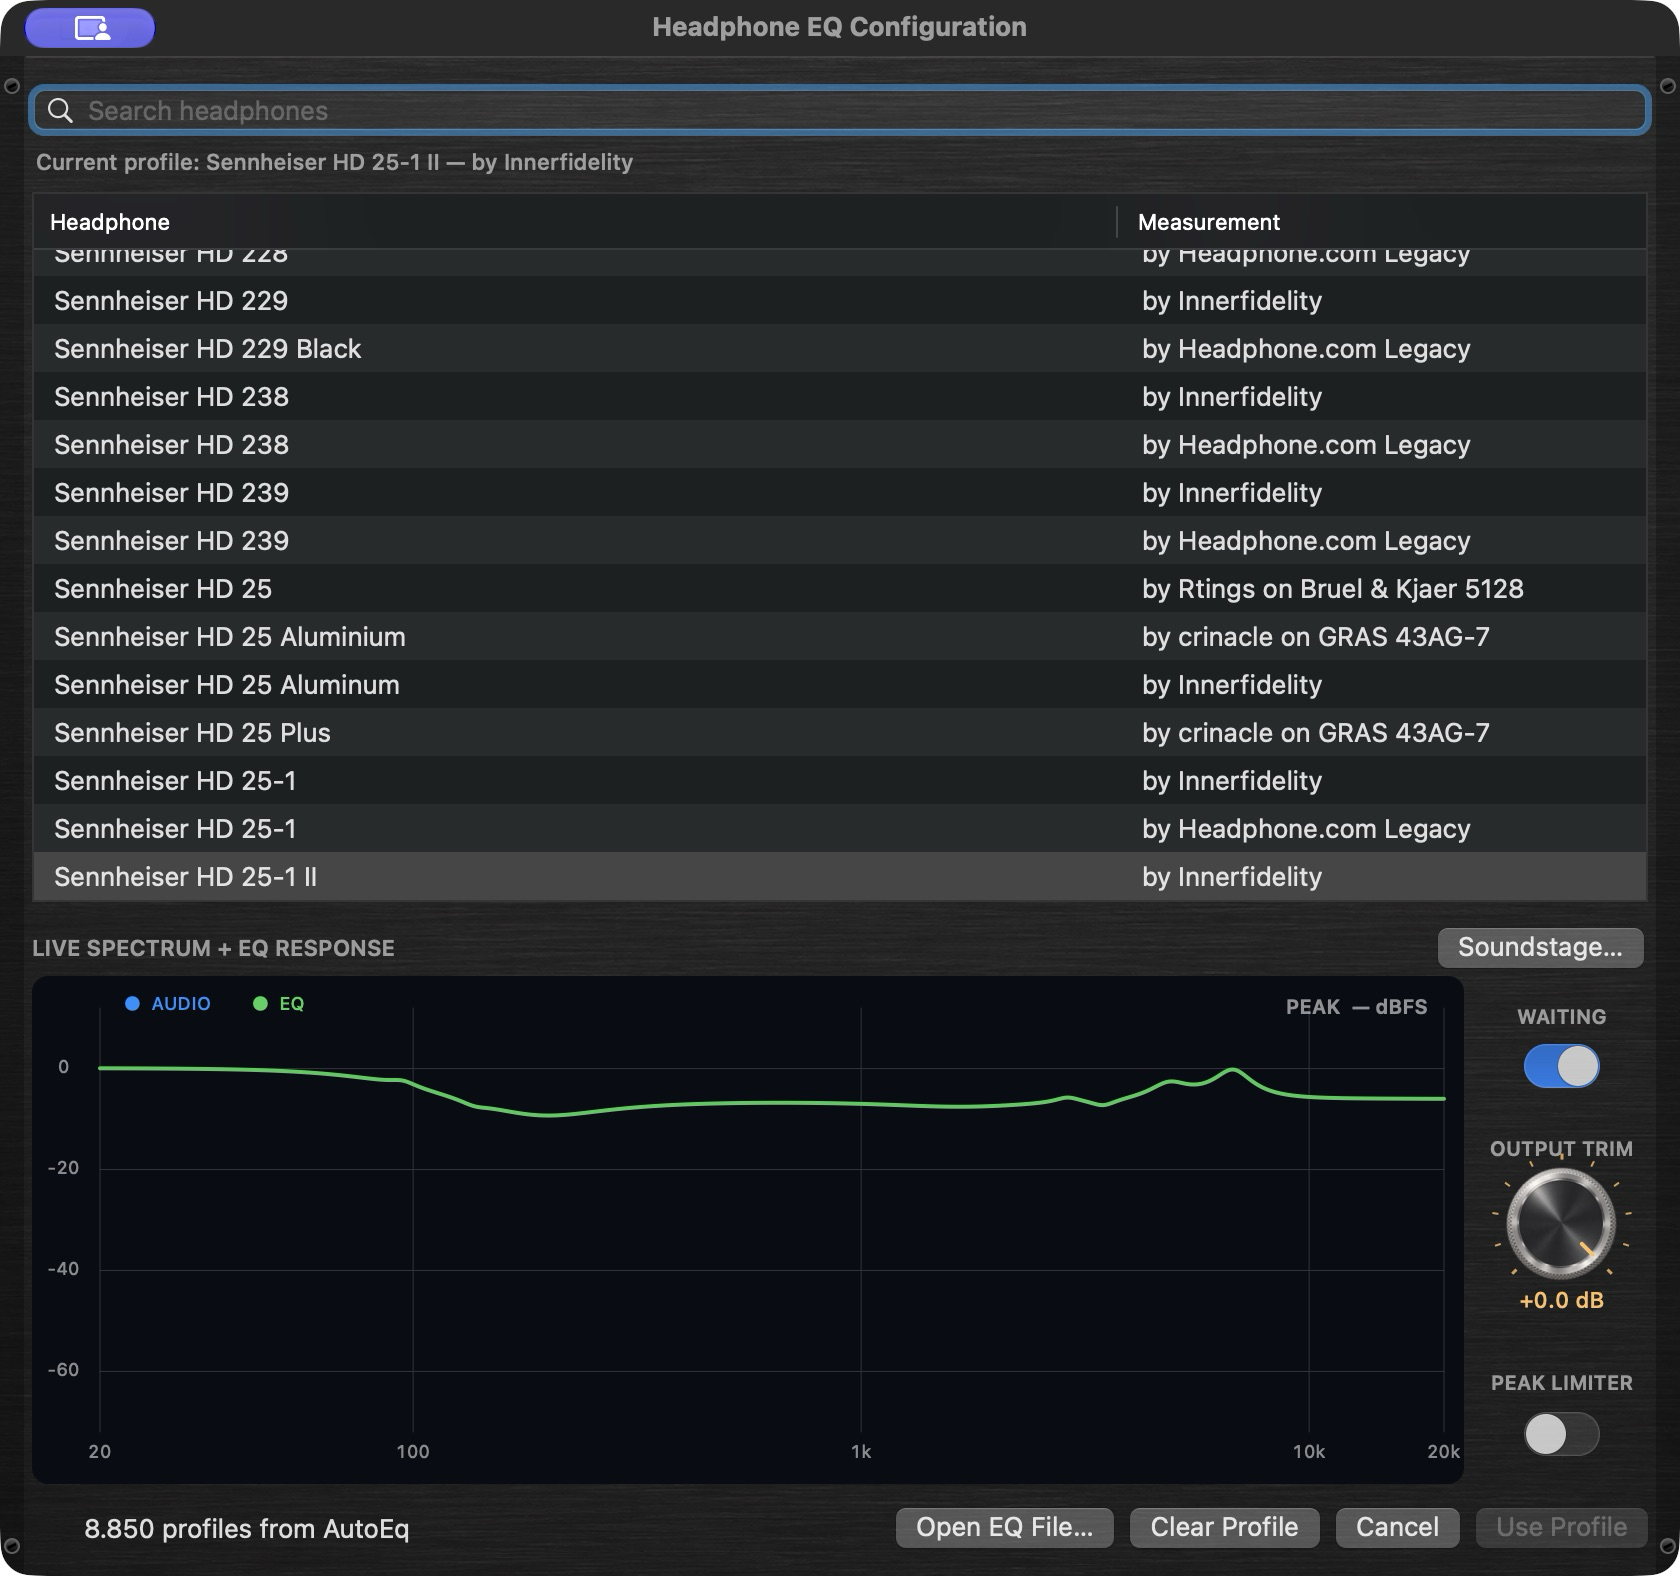 Headphone EQ Configuration
Search headphones
Current profile: Sennheiser HD 25-1 II — by Innerfidelity
Headphone Measurement
Sennheiser HD 228 by Headphone.com Legacy
Sennheiser HD 229 by Innerfidelity
Sennheiser HD 229 Black by Headphone.com Legacy
Sennheiser HD 238 by Innerfidelity
Sennheiser HD 238 by Headphone.com Legacy
Sennheiser HD 239 by Innerfidelity
Sennheiser HD 239 by Headphone.com Legacy
Sennheiser HD 25 by Rtings on Bruel & Kjaer 5128
Sennheiser HD 25 Aluminium by crinacle on GRAS 43AG-7
Sennheiser HD 25 Aluminum by Innerfidelity
Sennheiser HD 25 Plus by crinacle on GRAS 43AG-7
Sennheiser HD 25-1 by Innerfidelity
Sennheiser HD 25-1 by Headphone.com Legacy
Sennheiser HD 25-1 II by Innerfidelity
LIVE SPECTRUM + EQ RESPONSE Soundstage...
AUDIO EQ PEAK — dBFS
WAITING
0
-20
-40
-60
20 100 1k 10k 20k
OUTPUT TRIM
+0.0 dB
PEAK LIMITER
8.850 profiles from AutoEq Open EQ File... Clear Profile Cancel Use Profile